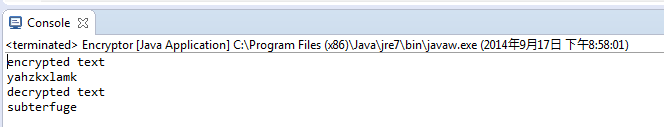 Console
<terminated> Encryptor [Java Application] C:\Program Files (x86)\Java\jre7\bin\javaw.exe (2014年9月17日 下午8:58:01)
encrypted text
yahzkxlamk
decrypted text
subterfuge